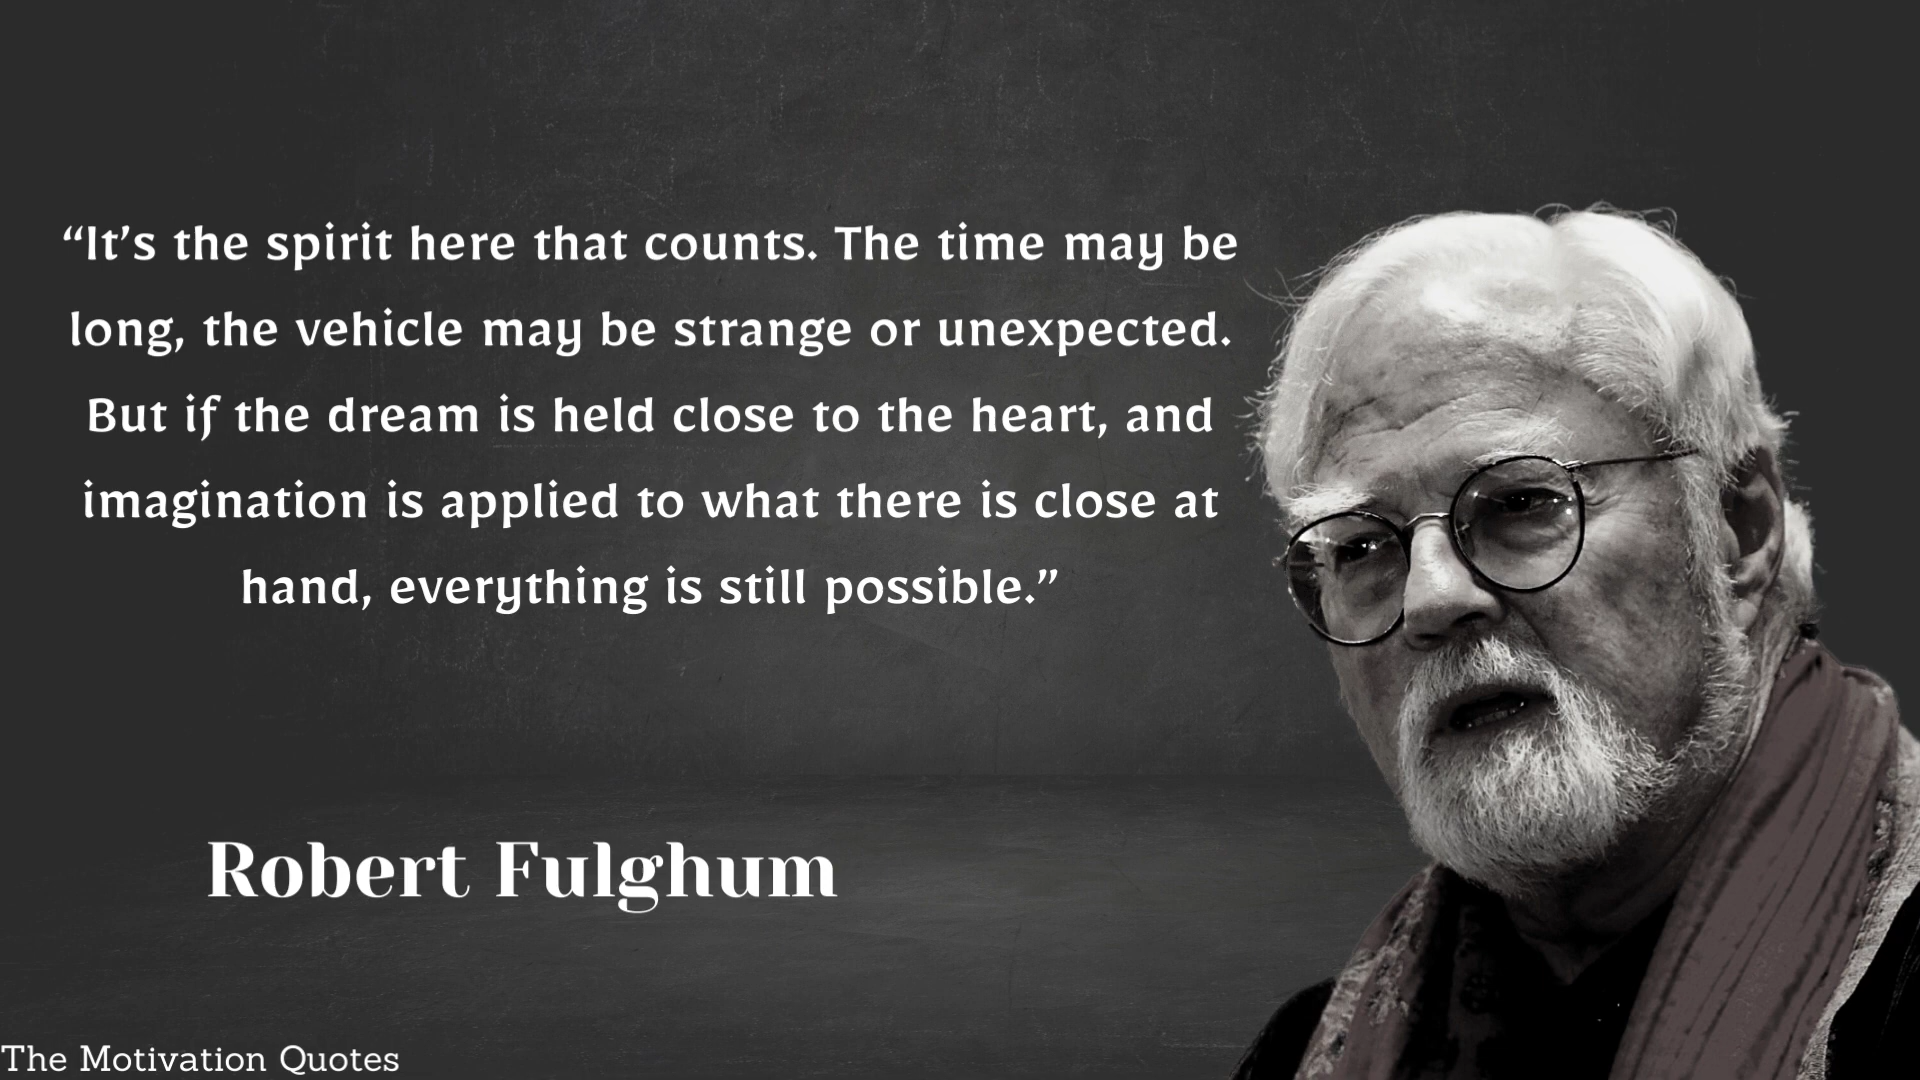 “It’s the spirit here that counts. The time may be
long, the vehicle may be strange or unexpected.
But if the dream is held close to the heart, and
imagination is applied to what there is close at
hand, everything is still possible.”
Robert Fulghum
The Motivation Quotes